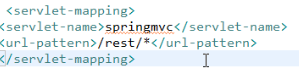 <servlet-mapping>
<servlet-name>springmvc</servlet-name>
<url-pattern>/rest/*</url-pattern>
</servlet-mapping>